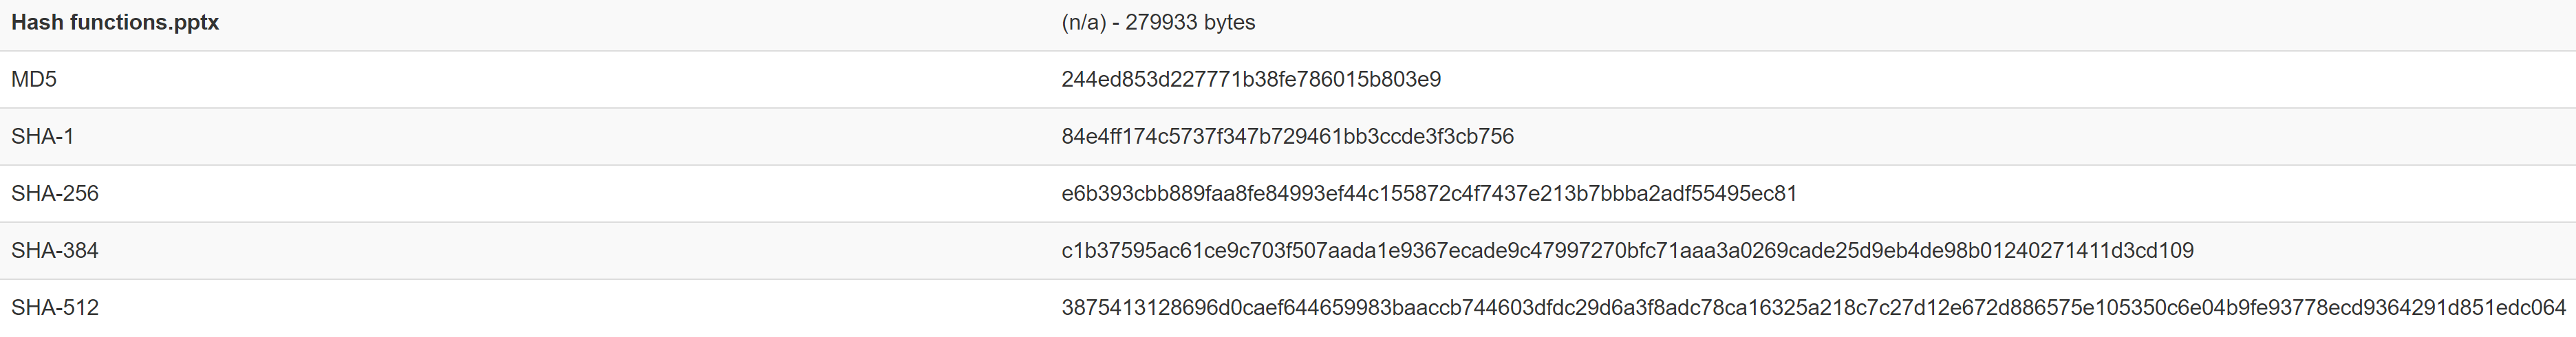 Hash functions.pptx (n/a) - 279933 bytes
MD5 244ed853d227771b38fe786015b803e9
SHA-1 84e4ff174c5737f347b729461bb3ccde3f3cb756
SHA-256 e6b393cbb889faa8fe84993ef44c155872c4f7437e213b7bbba2adf55495ec81
SHA-384 c1b37595ac61ce9c703f507aada1e9367ecade9c47997270bfc71aaa3a0269cade25d9eb4de98b01240271411d3cd109
SHA-512 3875413128696d0caef644659983baaccb744603dfdc29d6a3f8adc78ca16325a218c7c27d12e672d886575e105350c6e04b9fe93778ecd9364291d851edc064